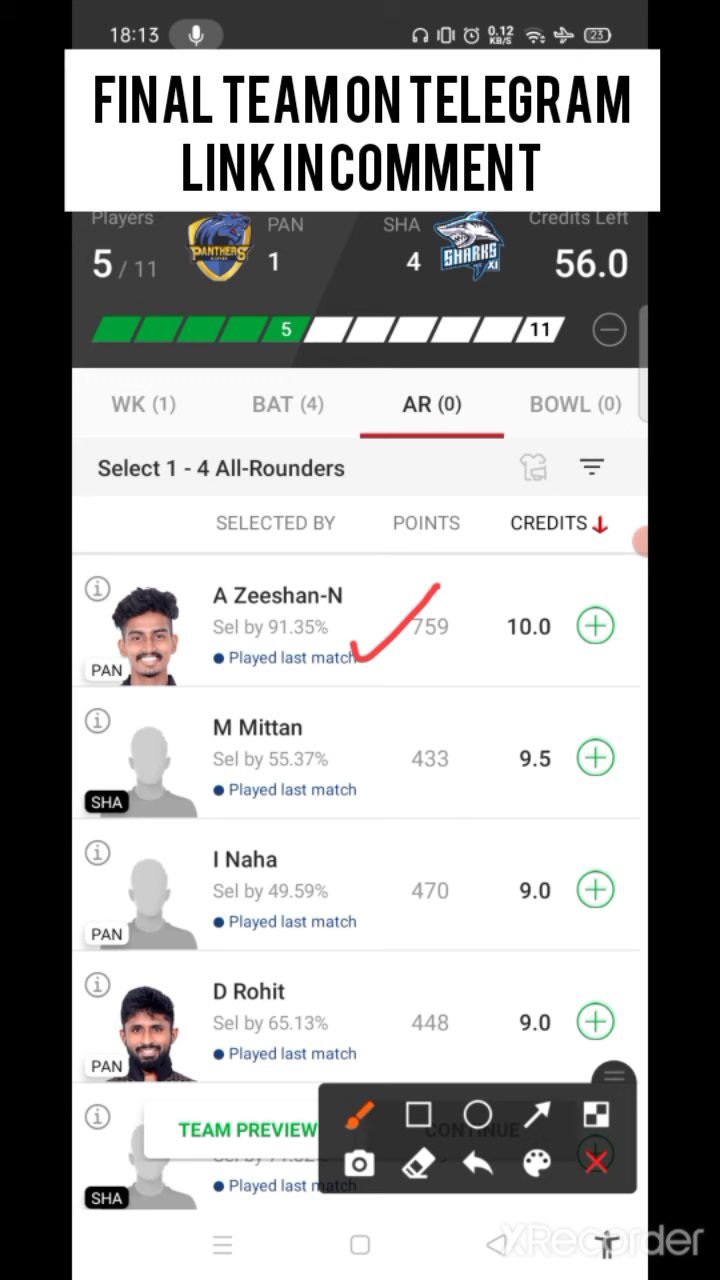 18:13 0.12 KB/S 23
FINAL TEAM ON TELEGRAM
LINK IN COMMENT
Players PAN SHA Credits Left
5 / 11 1 4 56.0
PANTHERS SHARKS XI
5 11
WK (1) BAT (4) AR (0) BOWL (0)
Select 1 - 4 All-Rounders
SELECTED BY POINTS CREDITS
A Zeeshan-N
Sel by 91.35% 759 10.0
Played last match
PAN
M Mittan
Sel by 55.37% 433 9.5
Played last match
SHA
I Naha
Sel by 49.59% 470 9.0
Played last match
PAN
D Rohit
Sel by 65.13% 448 9.0
Played last match
PAN
TEAM PREVIEW CONTINUE
Played last match
SHA
XRecorder